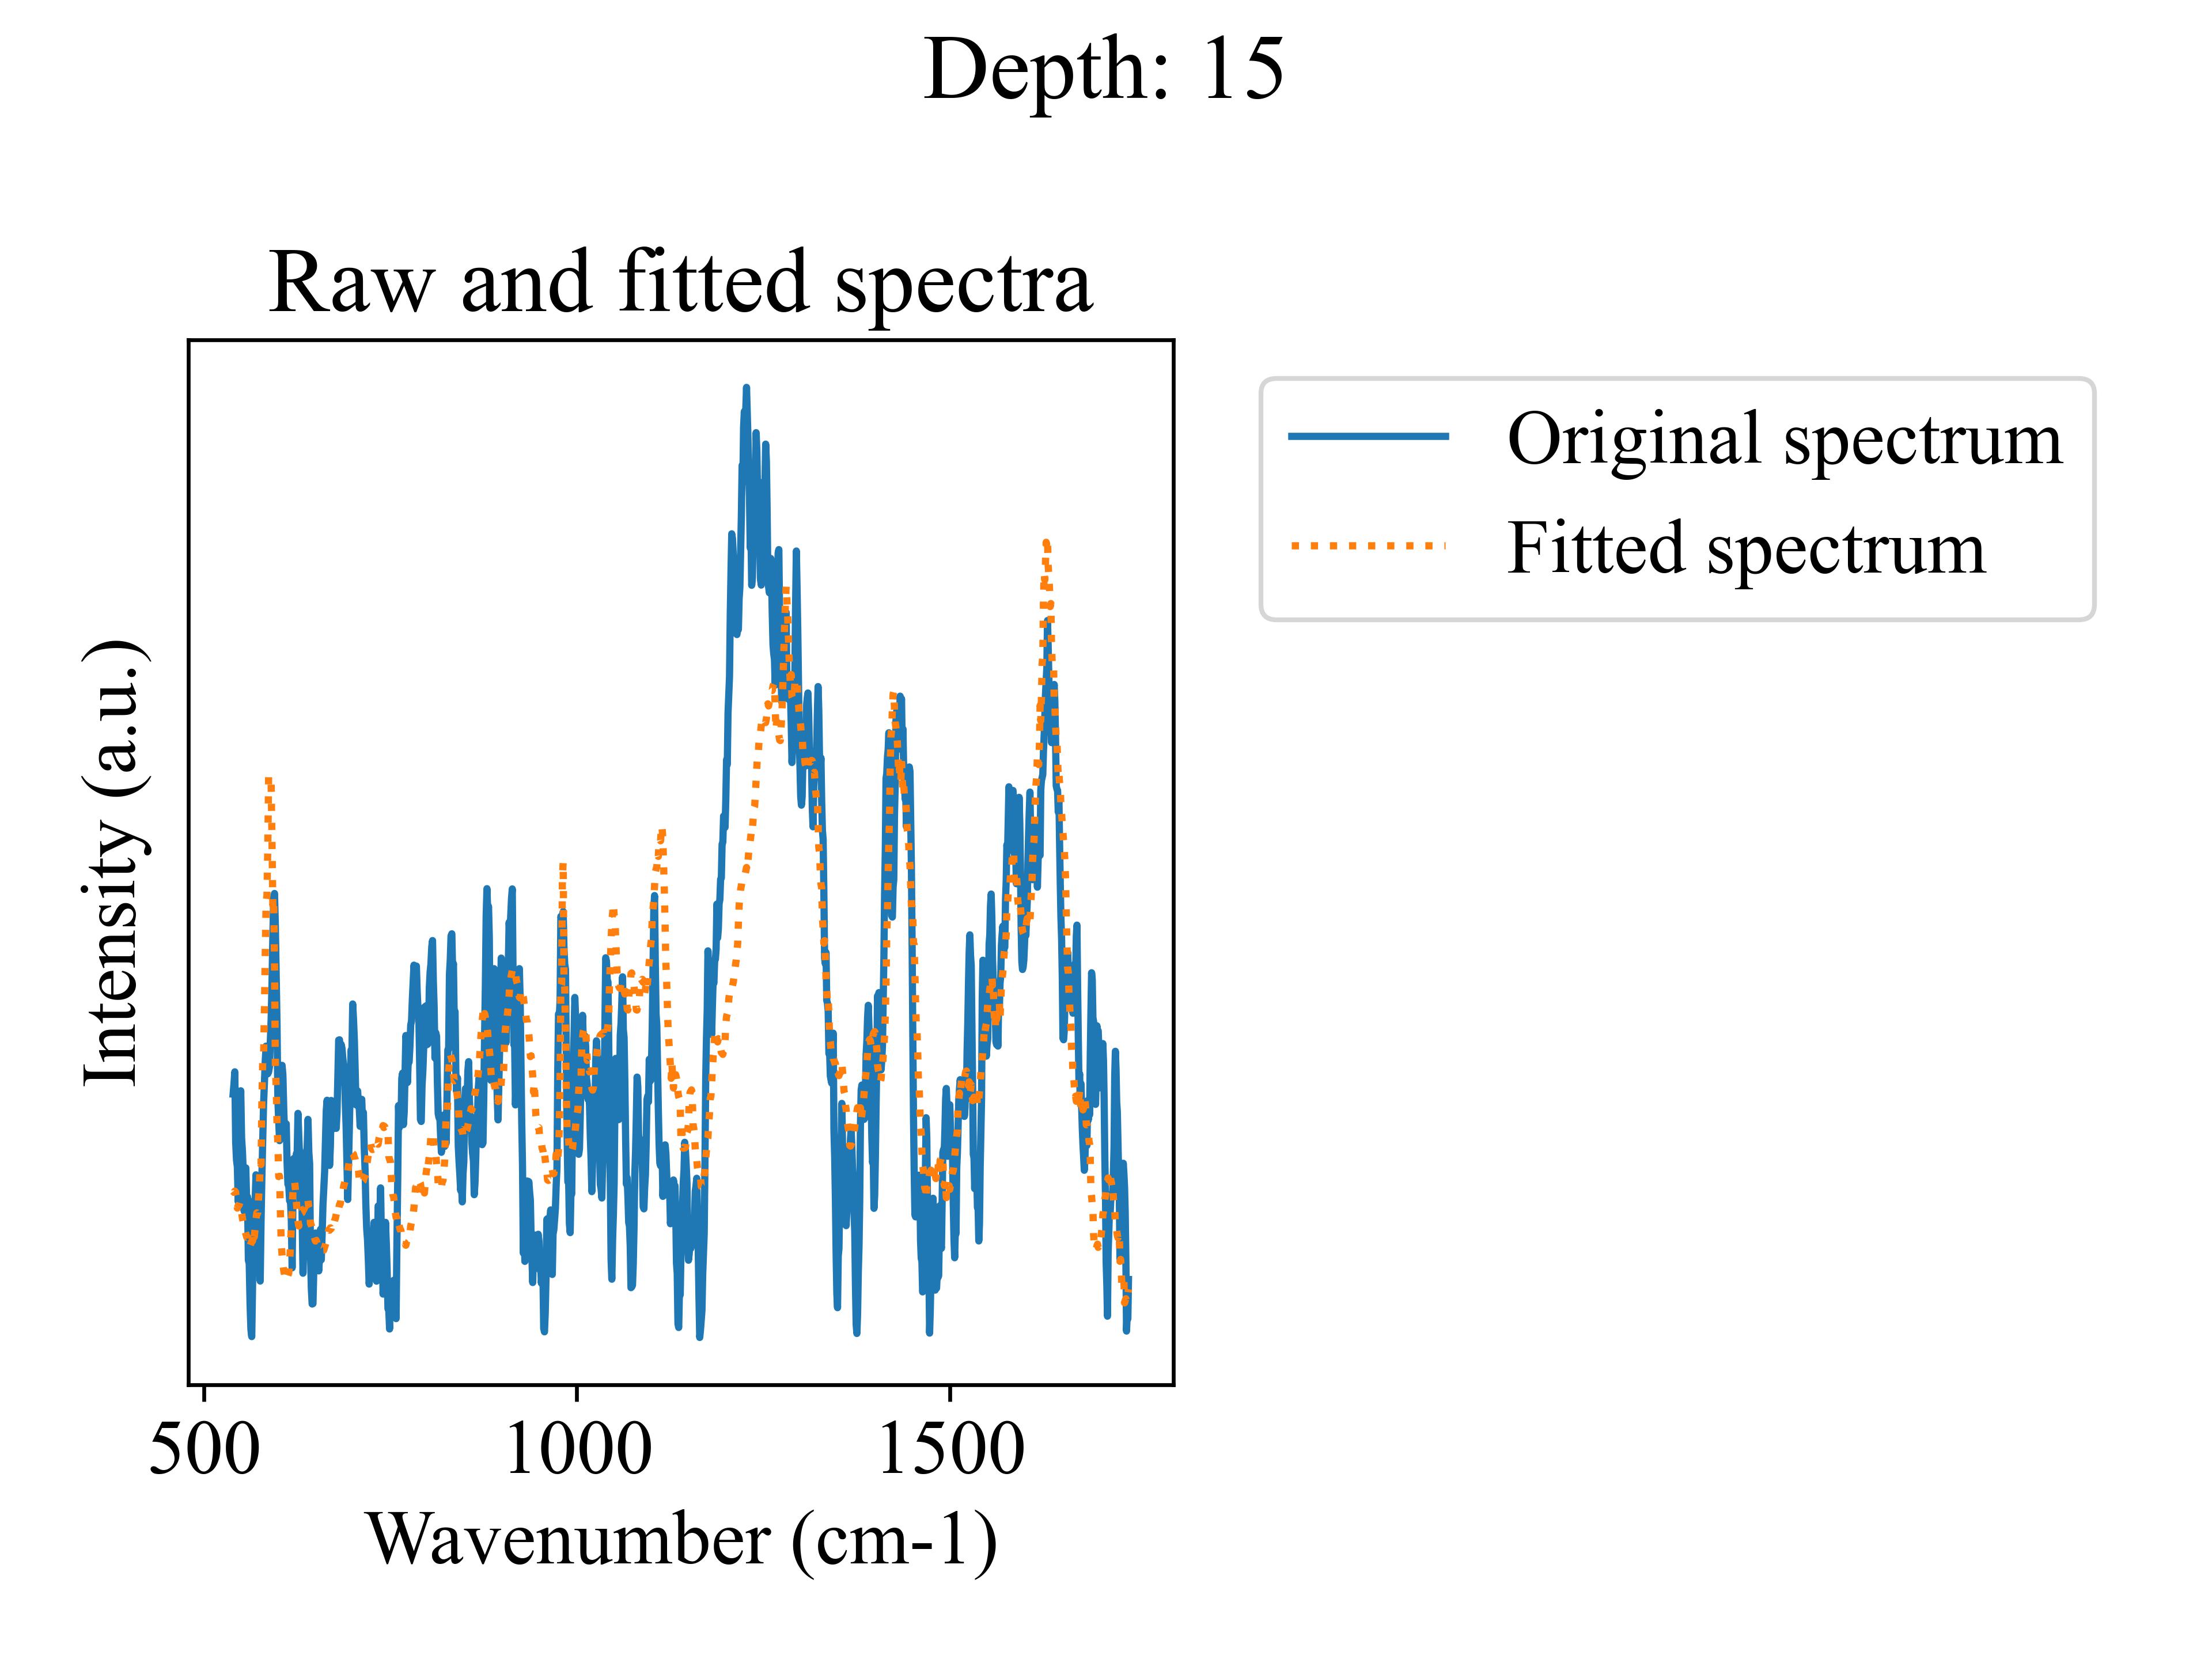 Depth: 15
Raw and fitted spectra
Original spectrum
Fitted spectrum
Intensity (a.u.)
500 1000 1500
Wavenumber (cm-1)